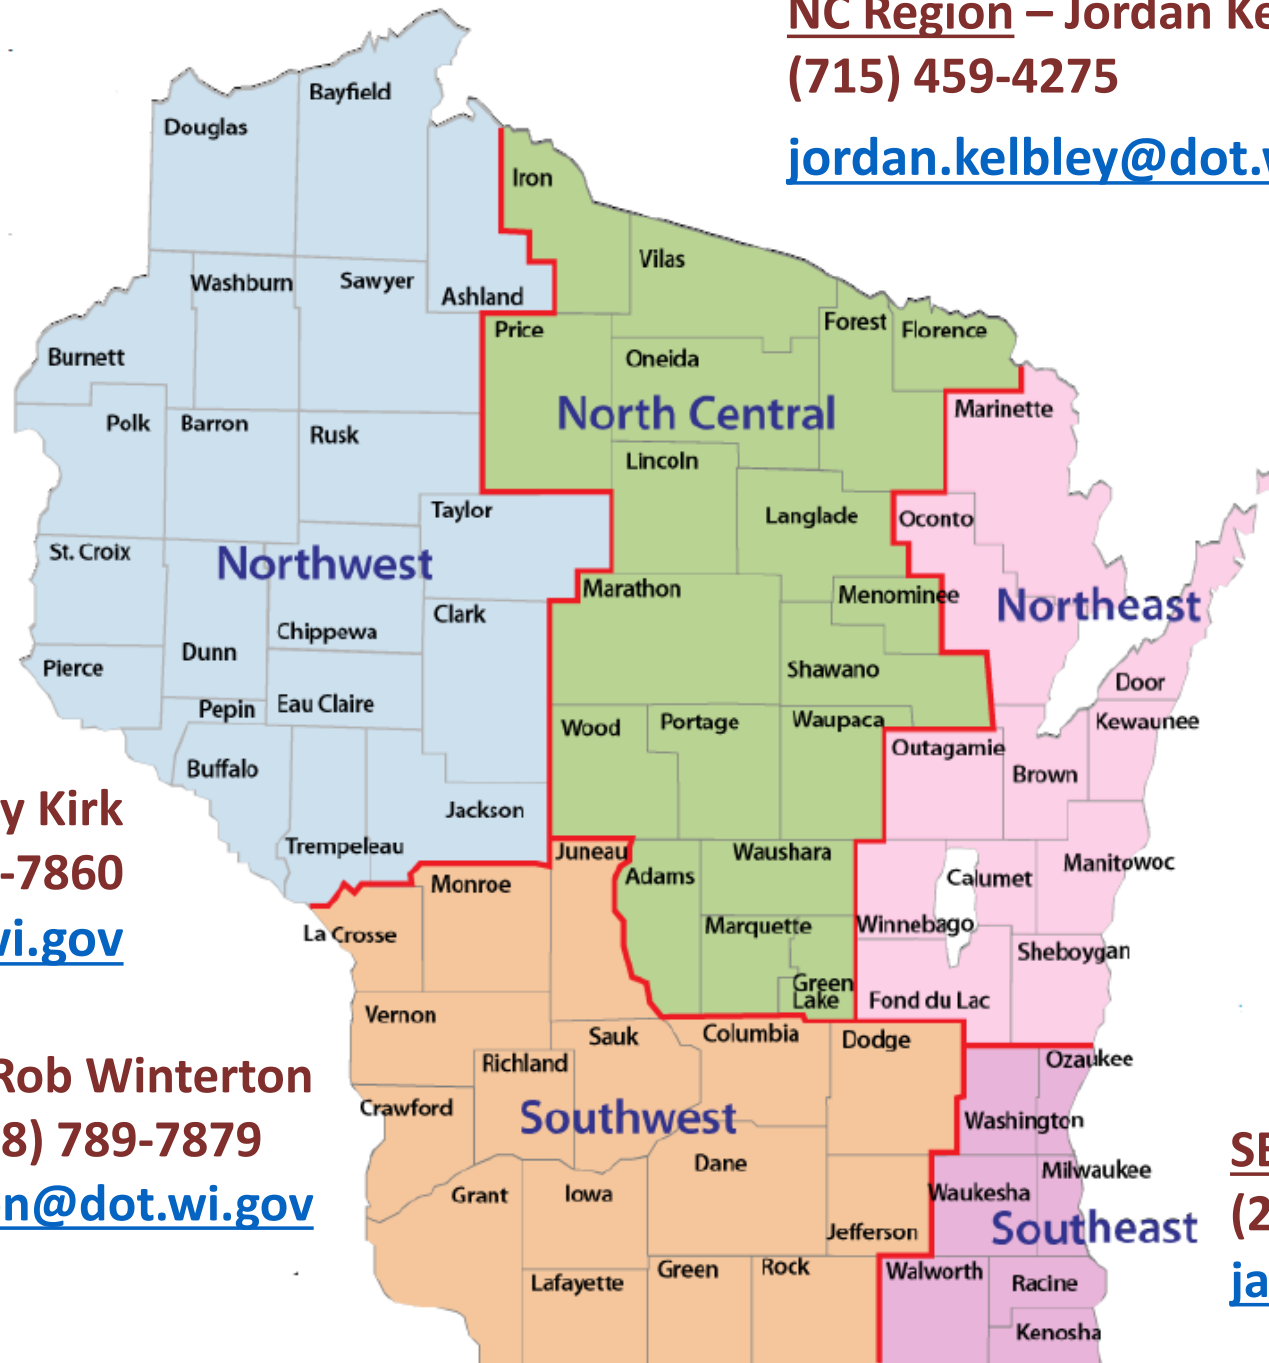 NC Region – Jordan Ke
(715) 459-4275
jordan.kelbley@dot.w
Bayfield
Douglas
Iron
Vilas
Washburn
Sawyer
Ashland
Price
Forest
Florence
Burnett
Oneida
North Central
Marinette
Polk
Barron
Rusk
Lincoln
Taylor
Langlade
Oconto
St. Croix
Northwest
Marathon
Menominee
Northeast
Clark
Chippewa
Dunn
Pierce
Shawano
Door
Pepin
Eau Claire
Wood
Portage
Waupaca
Kewaunee
Outagamie
Buffalo
Brown
y Kirk
Jackson
-7860
Trempeleau
Juneau
Waushara
Manitowoc
Adams
Calumet
Monroe
vi.gov
La Crosse
Marquette
Winnebago
Sheboygan
Green
Lake
Fond du Lac
Vernon
Sauk
Columbia
Dodge
Rob Winterton
Richland
Ozaukee
Crawford
Southwest
Washington
8) 789-7879
Dane
Milwaukee
SE
n@dot.wi.gov
Grant
Iowa
Waukesha
Jefferson
Southeast
(2
Lafayette
Green
Rock
Walworth
Racine
ja
Kenosha